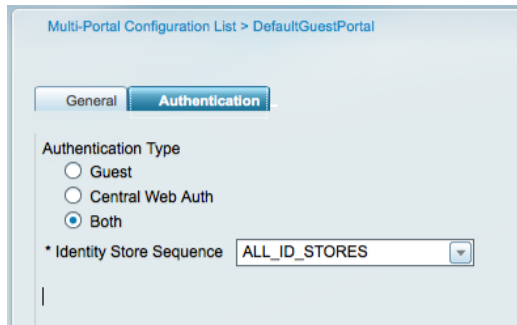 Multi-Portal Configuration List > DefaultGuestPortal
General Authentication
Authentication Type
Guest
Central Web Auth
Both
* Identity Store Sequence ALL_ID_STORES